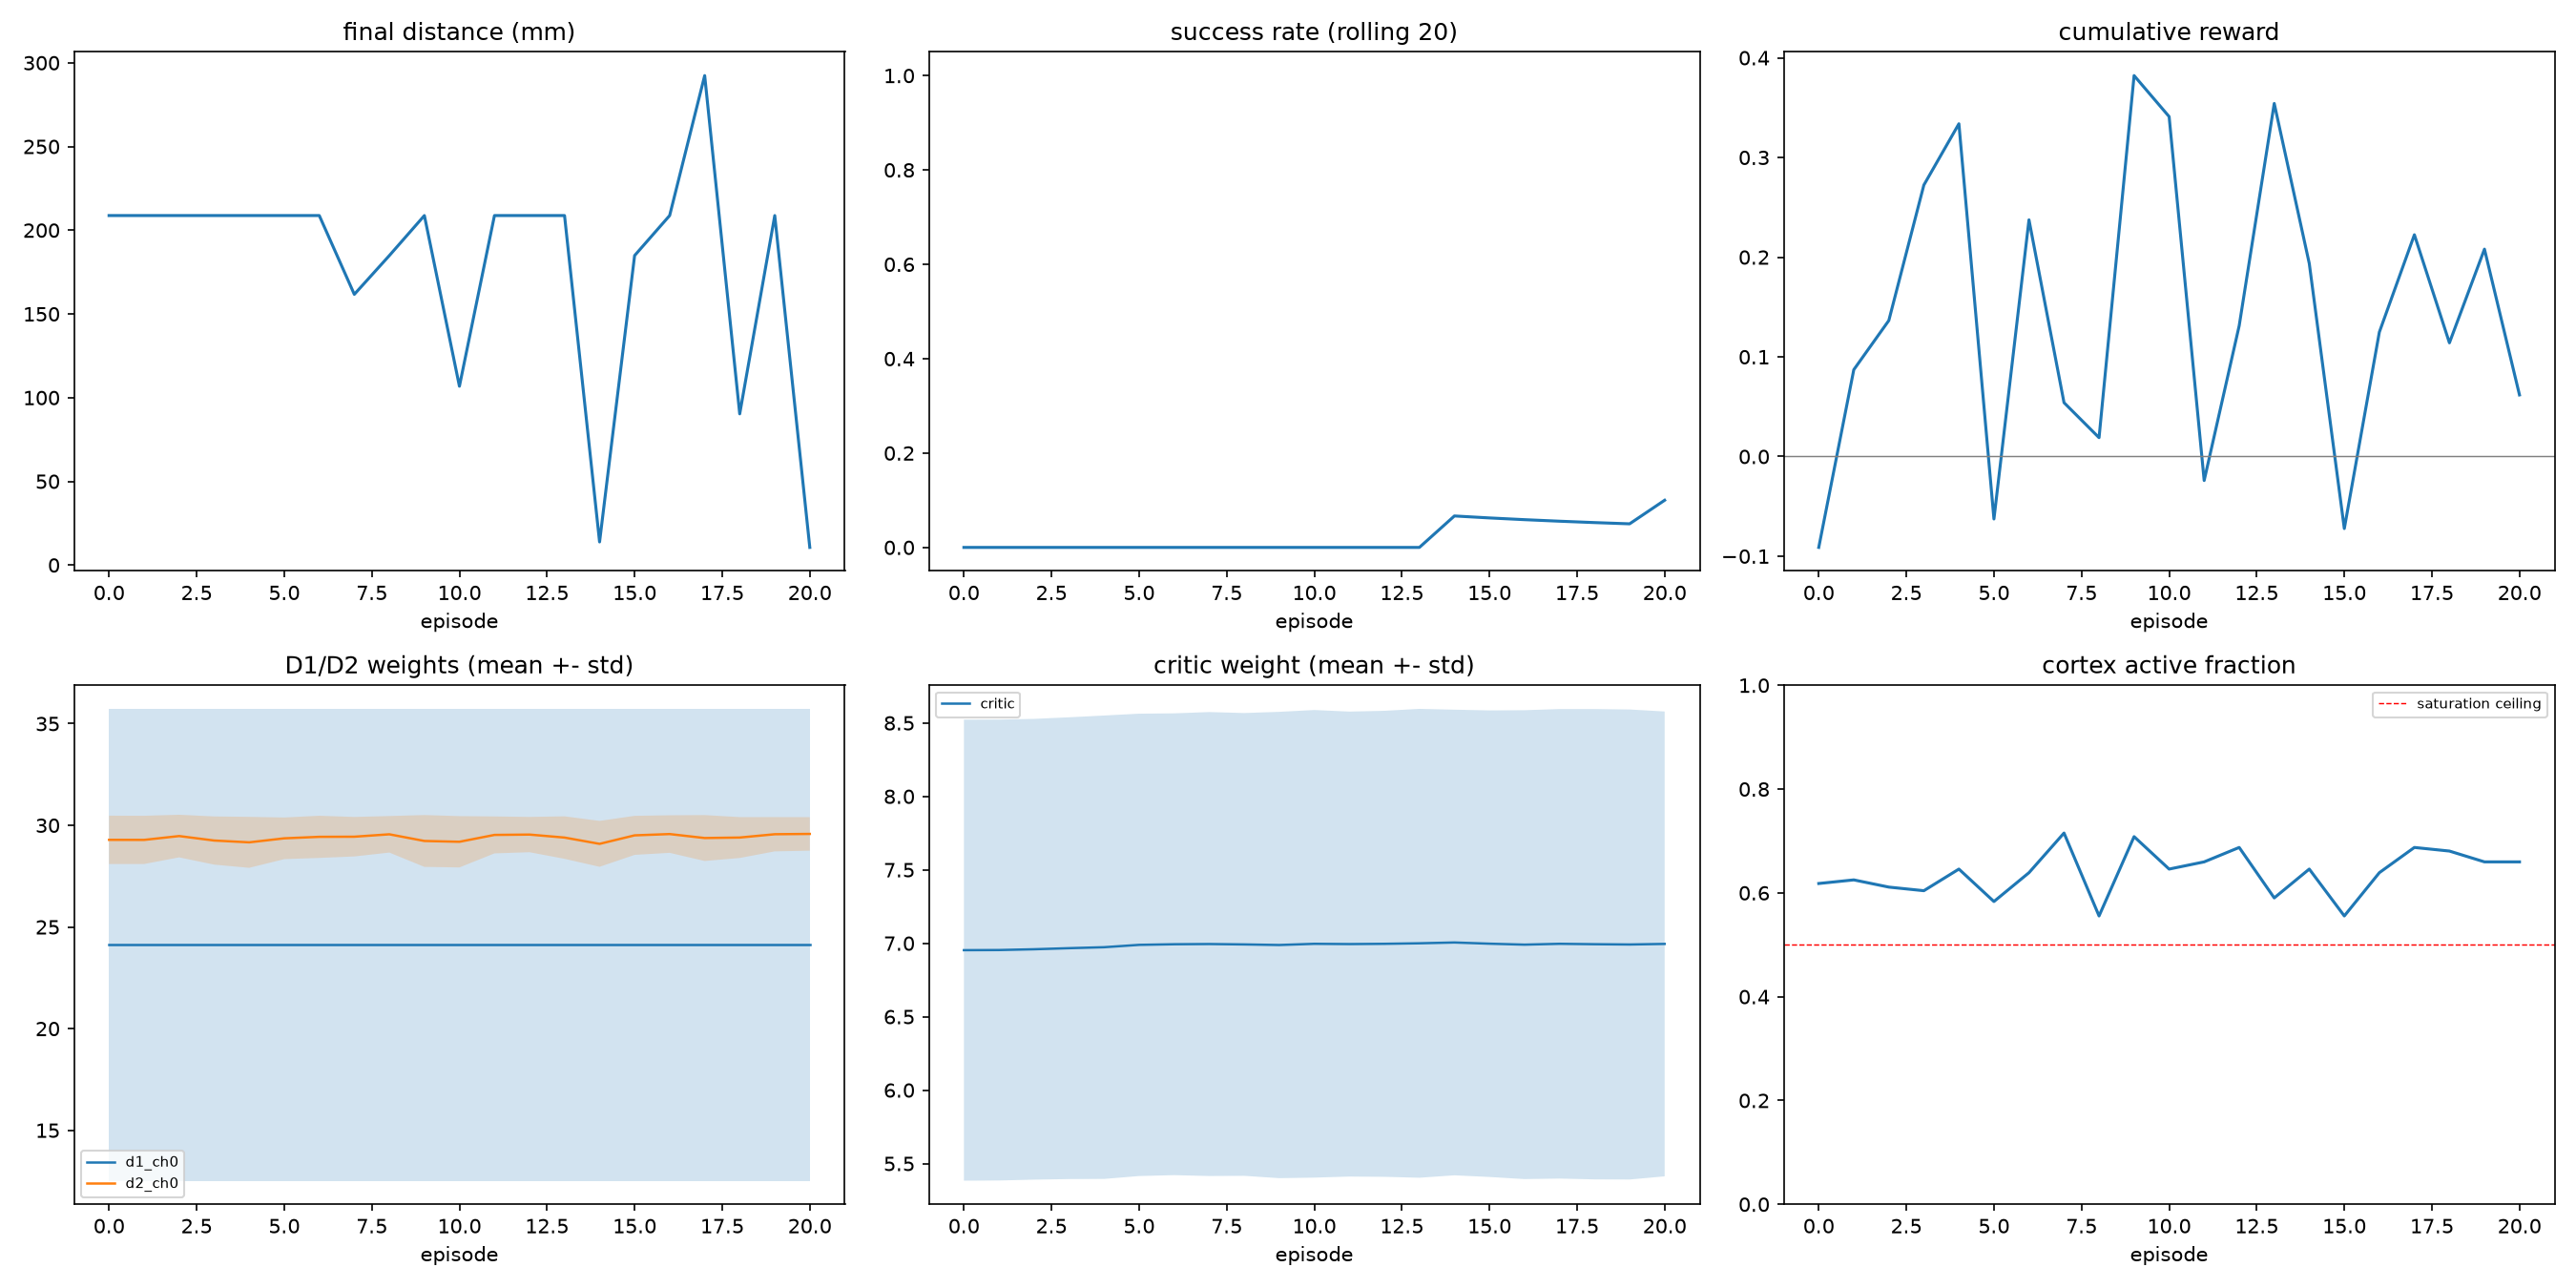 final distance (mm)
300
250
200
150
100
50
0
0.0 2.5 5.0 7.5 10.0 12.5 15.0 17.5 20.0
episode
success rate (rolling 20)
1.0
0.8
0.6
0.4
0.2
0.0
0.0 2.5 5.0 7.5 10.0 12.5 15.0 17.5 20.0
episode
cumulative reward
0.4
0.3
0.2
0.1
0.0
−0.1
0.0 2.5 5.0 7.5 10.0 12.5 15.0 17.5 20.0
episode
D1/D2 weights (mean +- std)
35
30
25
20
15
d1_ch0
d2_ch0
0.0 2.5 5.0 7.5 10.0 12.5 15.0 17.5 20.0
episode
critic weight (mean +- std)
critic
8.5
8.0
7.5
7.0
6.5
6.0
5.5
0.0 2.5 5.0 7.5 10.0 12.5 15.0 17.5 20.0
episode
cortex active fraction
saturation ceiling
1.0
0.8
0.6
0.4
0.2
0.0
0.0 2.5 5.0 7.5 10.0 12.5 15.0 17.5 20.0
episode